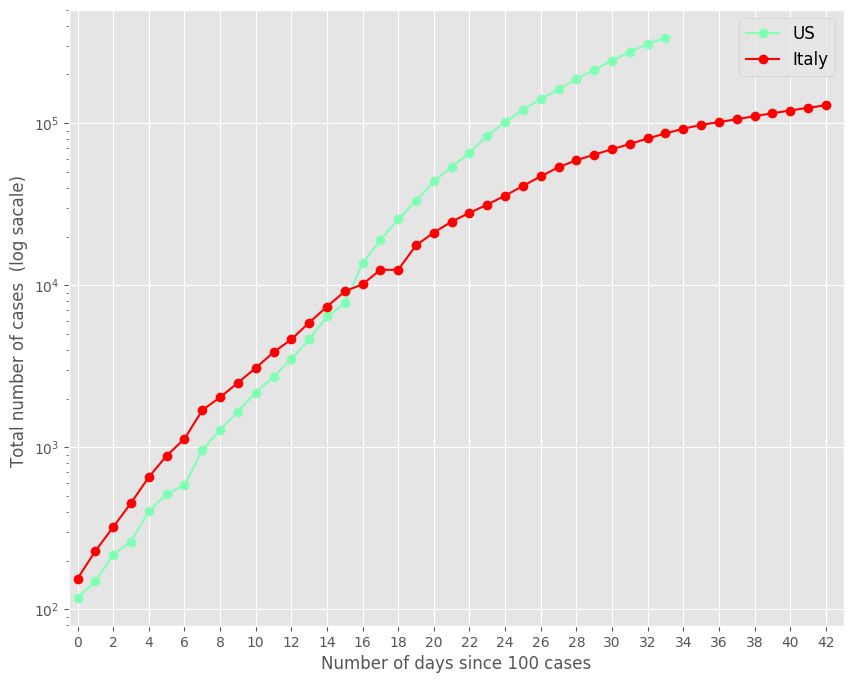 US
Italy
Total number of cases  (log sacale)
10^5
10^4
10^3
10^2
0 2 4 6 8 10 12 14 16 18 20 22 24 26 28 30 32 34 36 38 40 42
Number of days since 100 cases